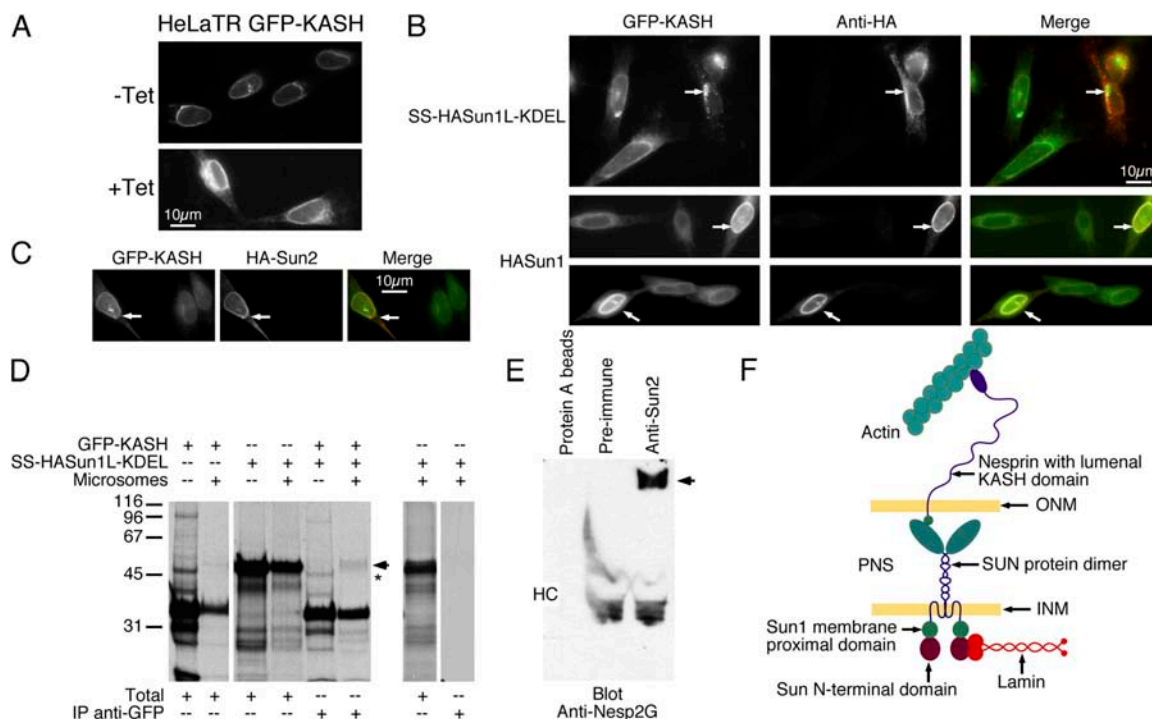 A
HeLaTR GFP-KASH
-Tet
+Tet
10µm
B
GFP-KASH Anti-HA Merge
SS-HASun1L-KDEL
10µm
HASun1
C
GFP-KASH HA-Sun2 Merge
10µm
D
GFP-KASH + + -- -- + + -- --
SS-HASun1L-KDEL -- -- + + + + + +
Microsomes -- + -- + -- + + +
116
96
67
45
31
*
Total + + + + -- -- + --
IP anti-GFP -- -- -- -- + + -- +
E
Protein A beads
Pre-immune
Anti-Sun2
HC
Blot
Anti-Nesp2G
F
Actin
Nesprin with lumenal
KASH domain
ONM
PNS
SUN protein dimer
INM
Sun1 membrane
proximal domain
Sun N-terminal domain
Lamin